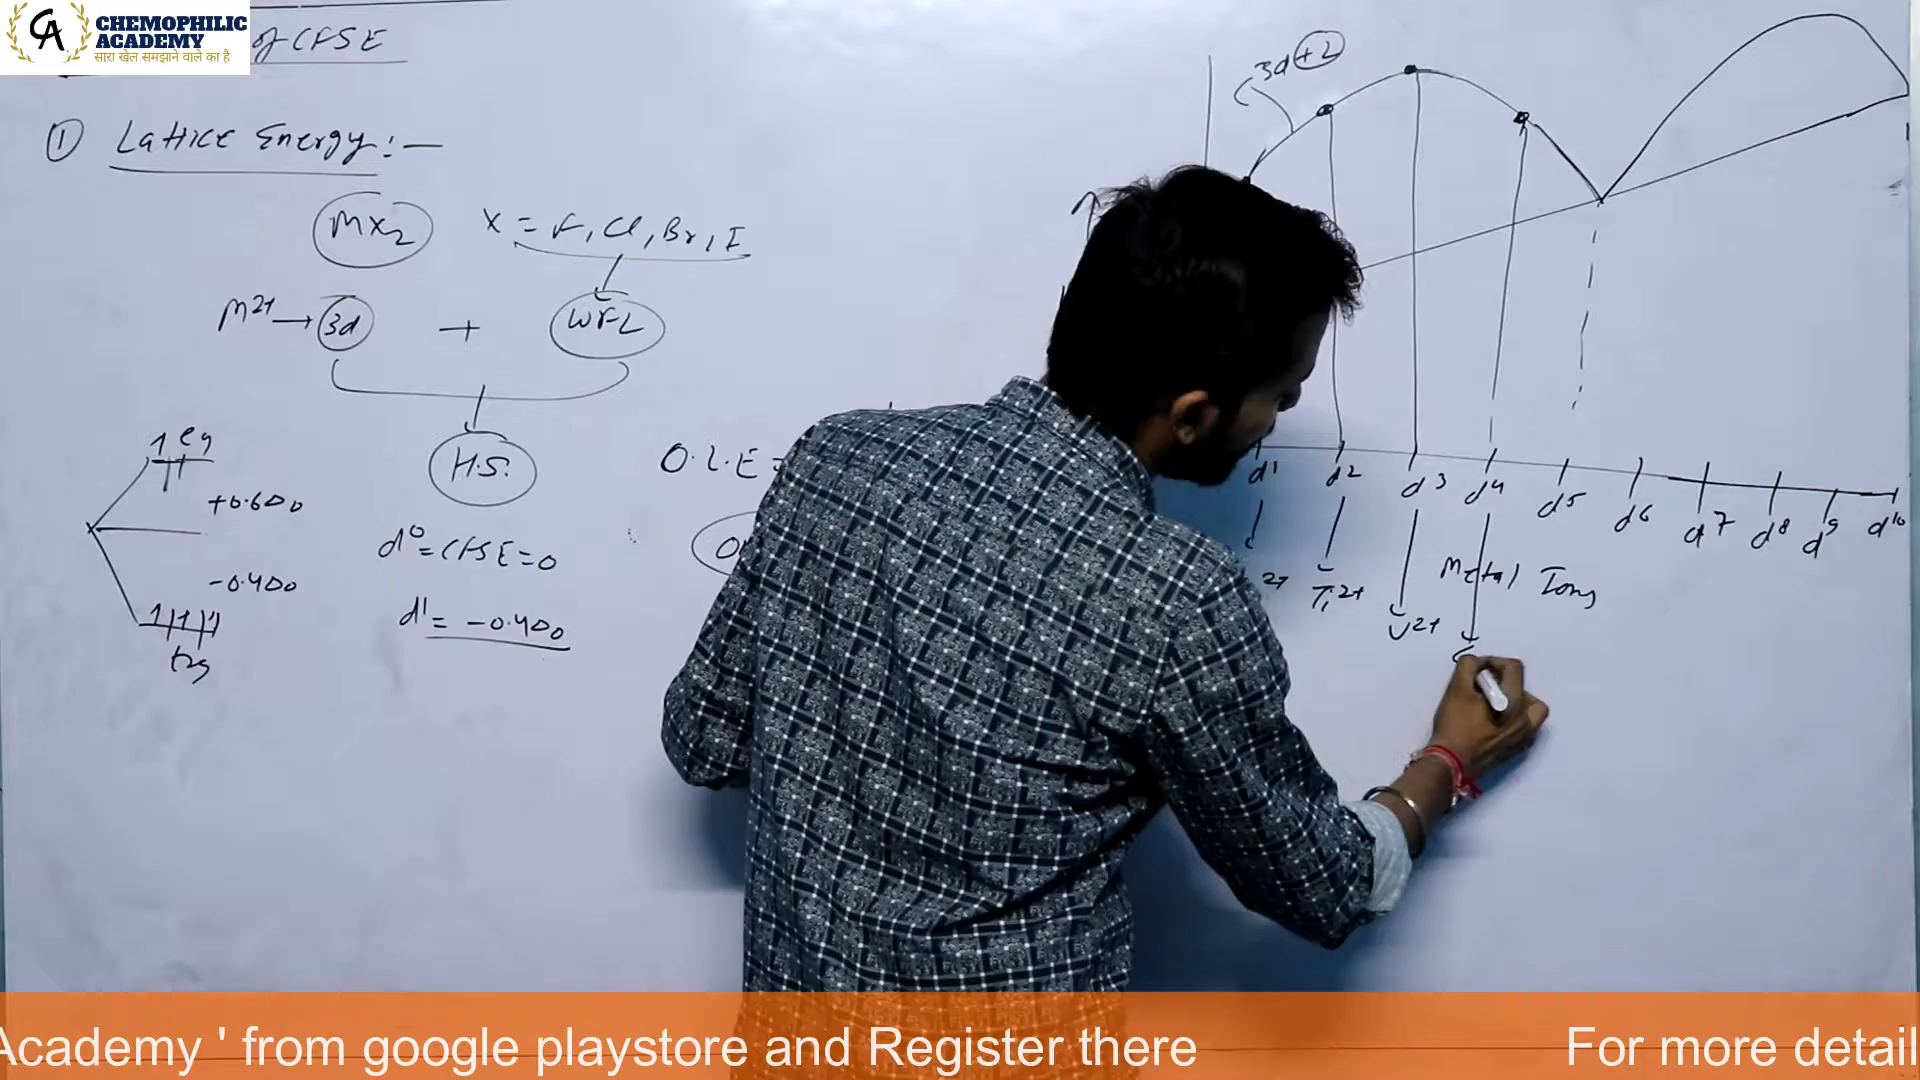 CHEMOPHILIC
ACADEMY
सारा खेल समझाने वाले का है
of CFSE
① Lattice Energy :—
MX2 X = F, Cl, Br, I
M2+ → 3d + WFL
H.S.
eg
+0.6Δo
-0.4Δo
t2g
d0 = CFSE = 0
d1 = -0.4Δo
O.L.E =
3d +2
d1 d2 d3 d4 d5 d6 d7 d8 d9 d10
2+ Ti2+ V2+
Metal Ions
Academy ' from google playstore and Register there For more detail